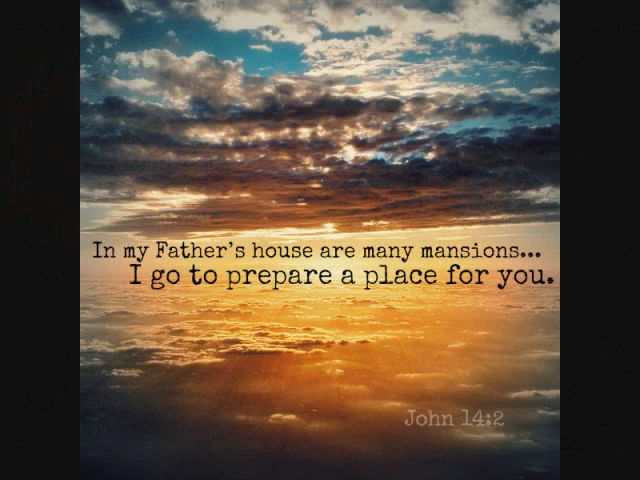 In my Father's house are many mansions...
I go to prepare a place for you.
John 14:2